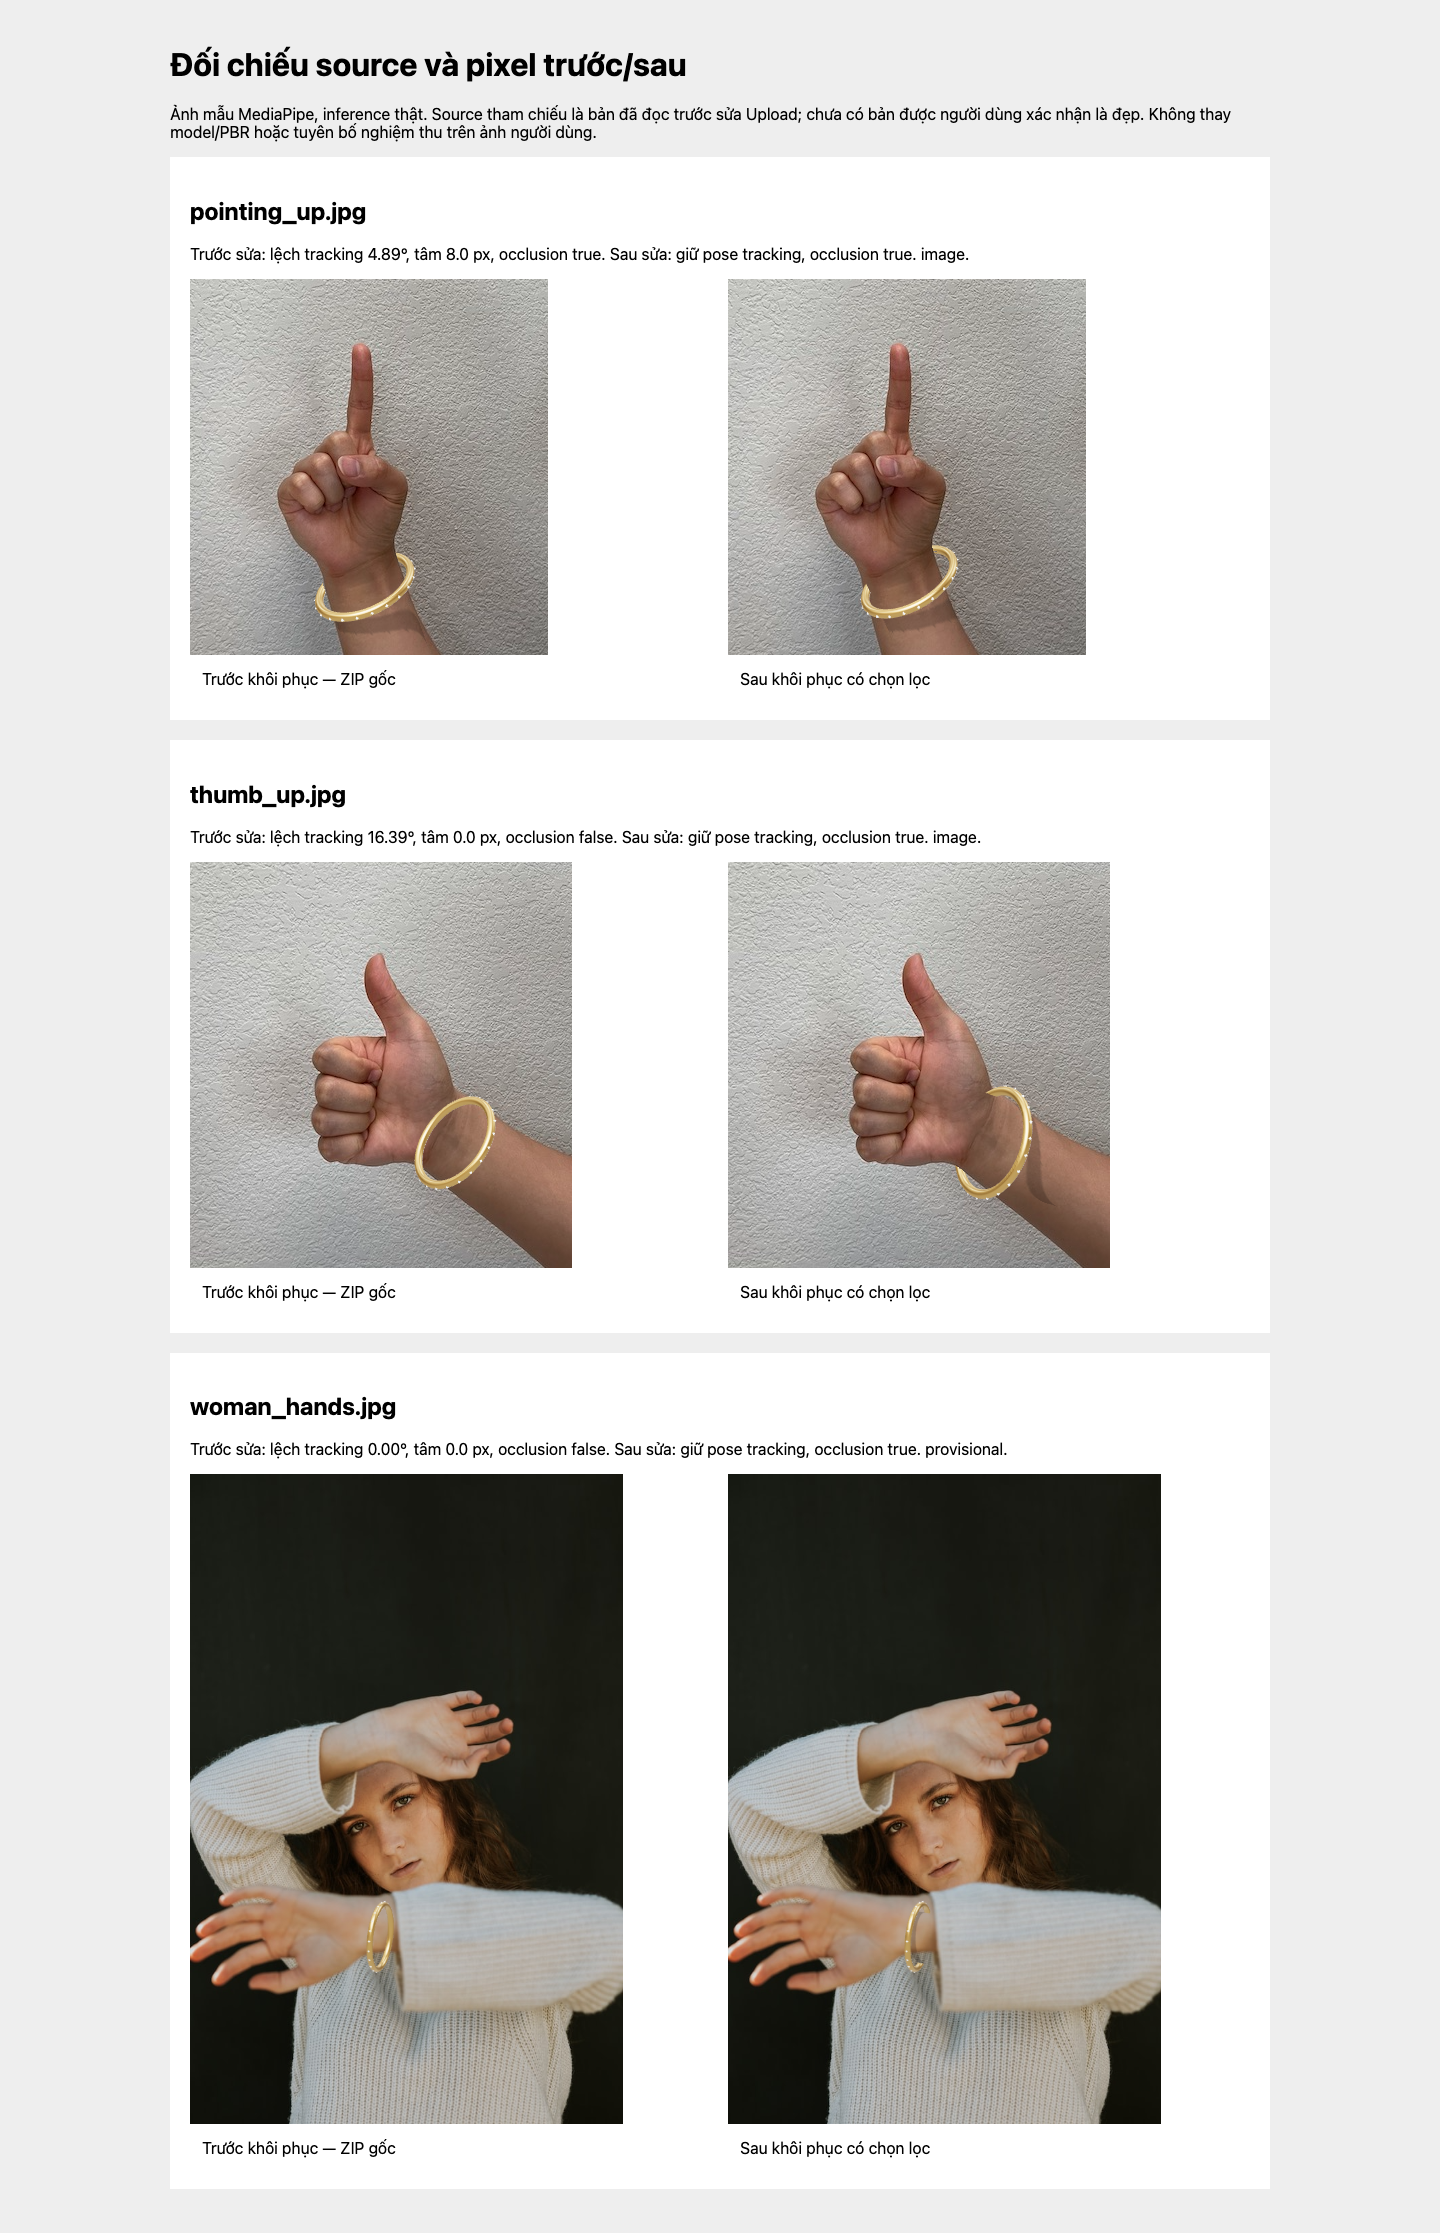 Đối chiếu source và pixel trước/sau
Ảnh mẫu MediaPipe, inference thật. Source tham chiếu là bản đã đọc trước sửa Upload; chưa có bản được người dùng xác nhận là đẹp. Không thay
model/PBR hoặc tuyên bố nghiệm thu trên ảnh người dùng.
pointing_up.jpg
Trước sửa: lệch tracking 4.89°, tâm 8.0 px, occlusion true. Sau sửa: giữ pose tracking, occlusion true. image.
Trước khôi phục — ZIP gốc
Sau khôi phục có chọn lọc
thumb_up.jpg
Trước sửa: lệch tracking 16.39°, tâm 0.0 px, occlusion false. Sau sửa: giữ pose tracking, occlusion true. image.
Trước khôi phục — ZIP gốc
Sau khôi phục có chọn lọc
woman_hands.jpg
Trước sửa: lệch tracking 0.00°, tâm 0.0 px, occlusion false. Sau sửa: giữ pose tracking, occlusion true. provisional.
Trước khôi phục — ZIP gốc
Sau khôi phục có chọn lọc